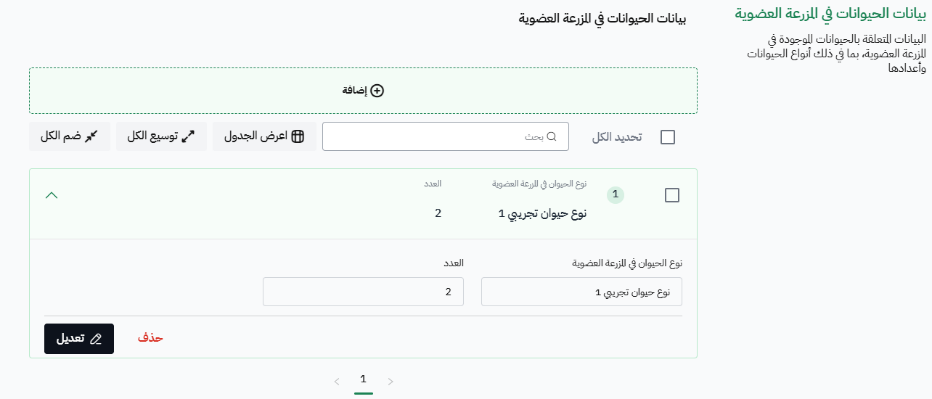 بيانات الحيوانات في المزرعة العضوية
البيانات المتعلقة بالحيوانات الموجودة في
المزرعة العضوية، بما في ذلك أنواع الحيوانات
وأعدادها
بيانات الحيوانات في المزرعة العضوية
إضافة
تحديد الكل
بحث
اعرض الجدول
توسيع الكل
ضم الكل
1
نوع الحيوان في المزرعة العضوية
العدد
نوع حيوان تجريبي 1
2
نوع الحيوان في المزرعة العضوية
العدد
نوع حيوان تجريبي 1
2
حذف
تعديل
1